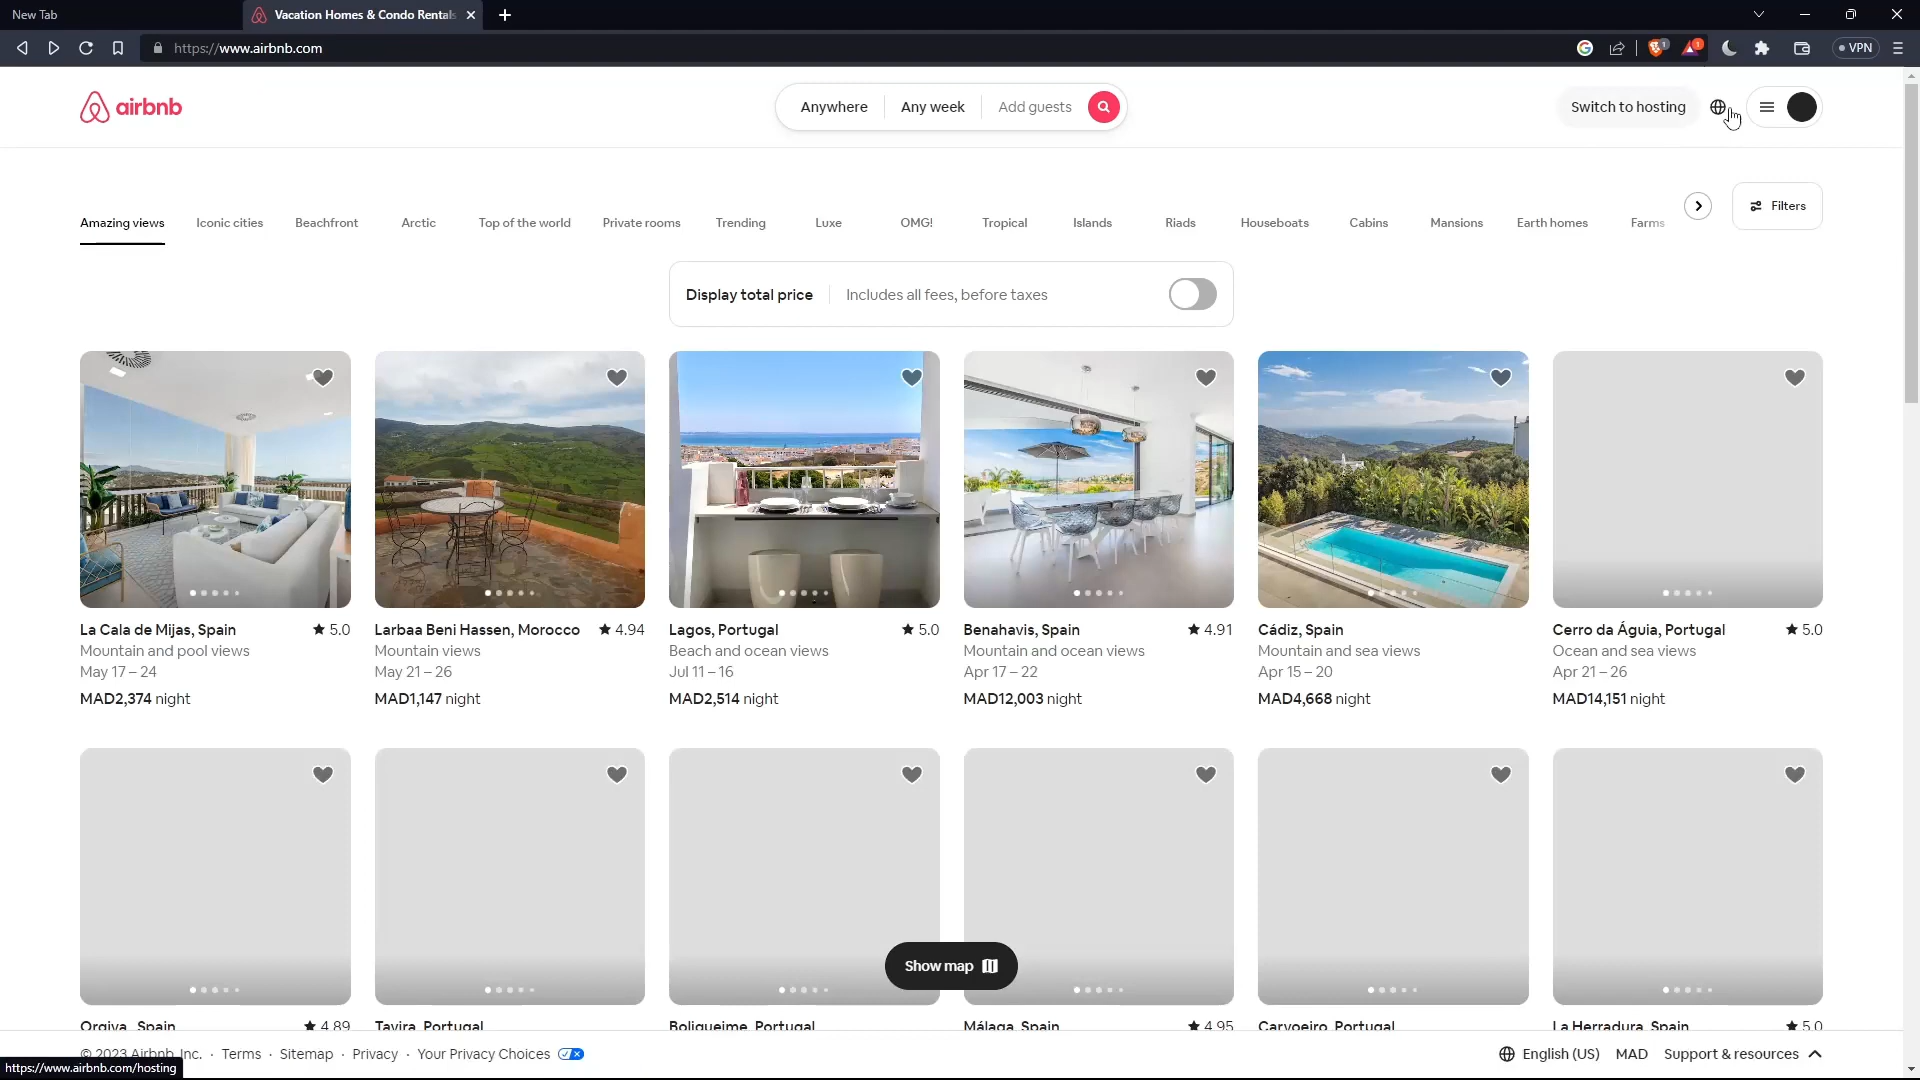 New Tab
Vacation Homes & Condo Rentals
https://www.airbnb.com
VPN
airbnb
Anywhere
Any week
Add guests
Switch to hosting
Amazing views
Iconic cities
Beachfront
Arctic
Top of the world
Private rooms
Trending
Luxe
OMG!
Tropical
Islands
Riads
Houseboats
Cabins
Mansions
Earth homes
Farms
Filters
Display total price
Includes all fees, before taxes
La Cala de Mijas, Spain 5.0
Mountain and pool views
May 17 – 24
MAD2,374 night
Larbaa Beni Hassen, Morocco 4.94
Mountain views
May 21 – 26
MAD1,147 night
Lagos, Portugal 5.0
Beach and ocean views
Jul 11 – 16
MAD2,514 night
Benahavis, Spain 4.91
Mountain and ocean views
Apr 17 – 22
MAD12,003 night
Cádiz, Spain
Mountain and sea views
Apr 15 – 20
MAD4,668 night
Cerro da Águia, Portugal 5.0
Ocean and sea views
Apr 21 – 26
MAD14,151 night
Show map
Orgiva, Spain 4.89
Tavira, Portugal
Boliqueime, Portugal
Málaga, Spain 4.95
Carvoeiro, Portugal
La Herradura, Spain 5.0
© 2023 Airbnb, Inc. · Terms · Sitemap · Privacy · Your Privacy Choices
English (US) MAD Support & resources
https://www.airbnb.com/hosting